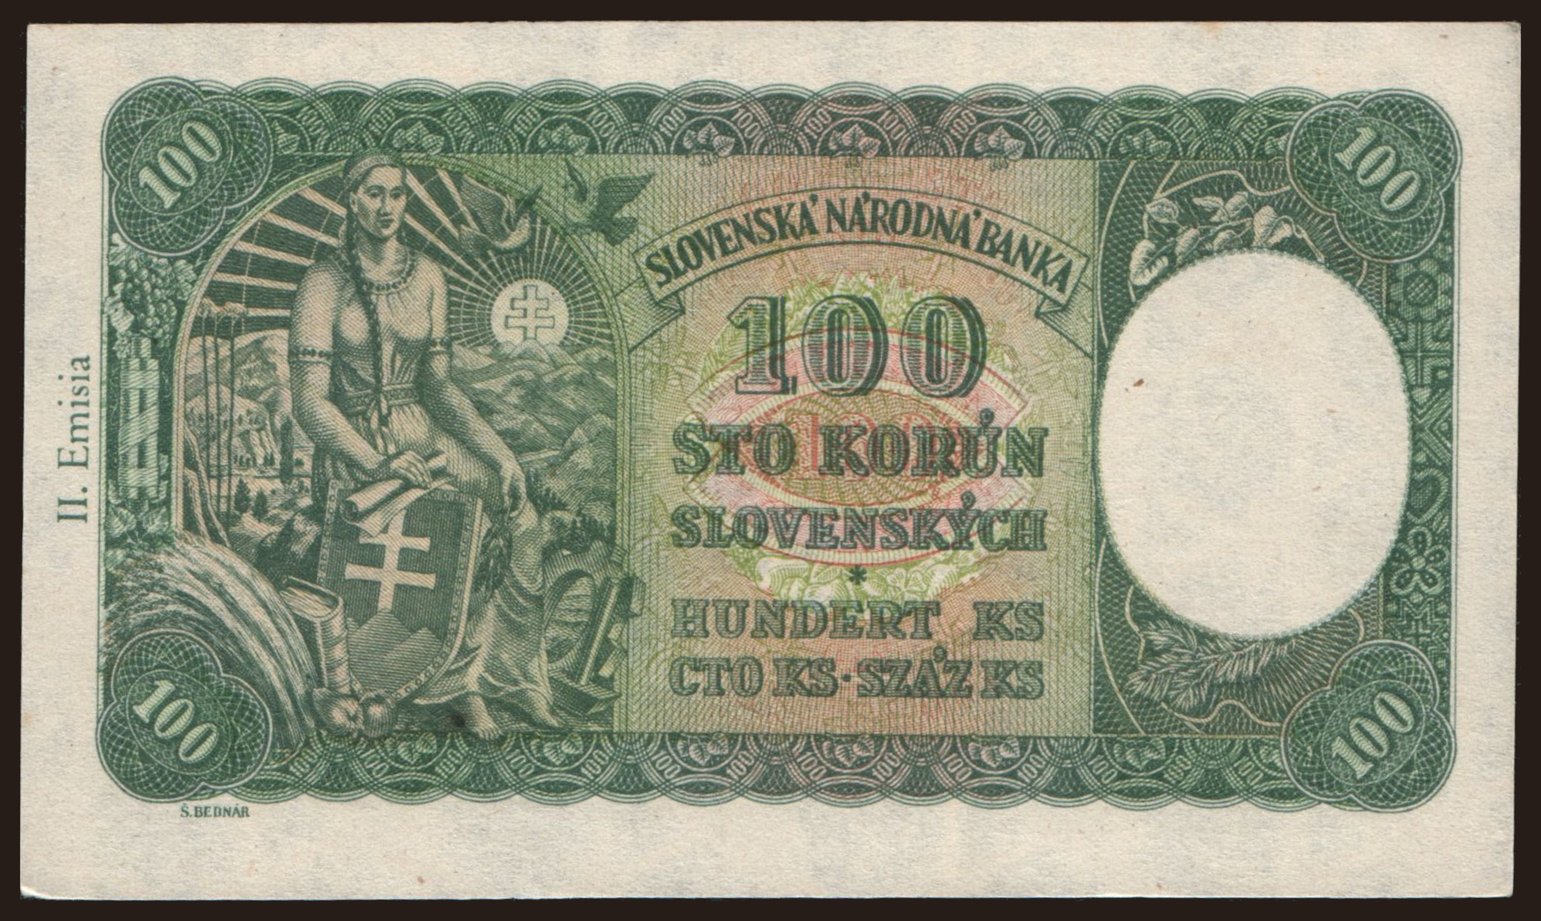 100
100
II. Emisia
SLOVENSKÁ NÁRODNÁ BANKA
100
STO KORÚN
SLOVENSKÝCH
*
HUNDERT KS
СТО KS · SZÁZ KS
100
100
Š. BEDNÁR